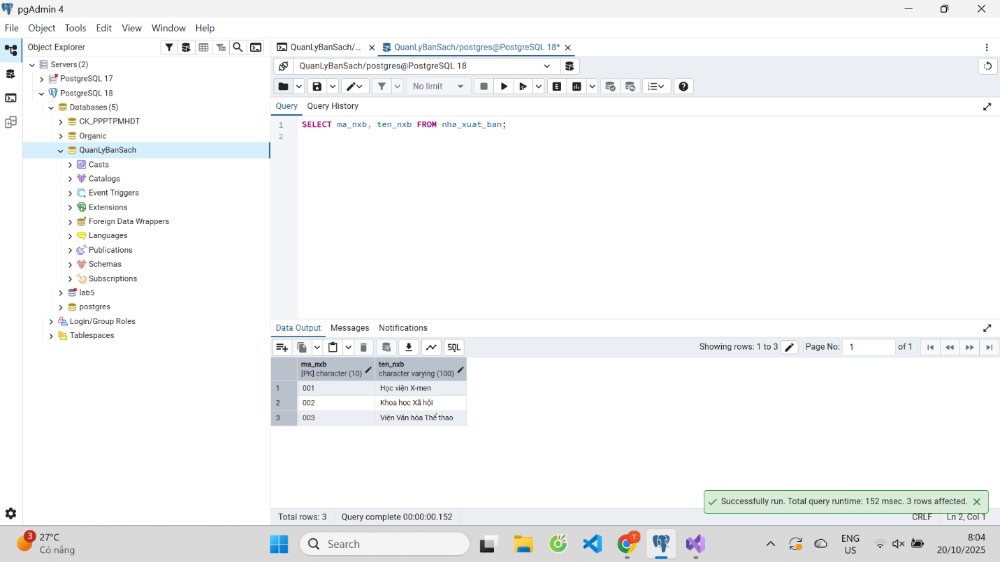 pgAdmin 4
File Object Tools Edit View Window Help
Object Explorer
QuanLyBanSach/... QuanLyBanSach/postgres@PostgreSQL 18*
Servers (2)
PostgreSQL 17
PostgreSQL 18
Databases (5)
CK_PPPTPMHDT
Organic
QuanLyBanSach
Casts
Catalogs
Event Triggers
Extensions
Foreign Data Wrappers
Languages
Publications
Schemas
Subscriptions
lab5
postgres
Login/Group Roles
Tablespaces
QuanLyBanSach/postgres@PostgreSQL 18
No limit
E
Query Query History
1 SELECT ma_nxb, ten_nxb FROM nha_xuat_ban;
2
Data Output Messages Notifications
SQL Showing rows: 1 to 3 Page No: 1 of 1
ma_nxb ten_nxb
[PK] character (10) character varying (100)
1 001 Học viện X-men
2 002 Khoa học Xã hội
3 003 Viện Văn hóa Thể thao
Successfully run. Total query runtime: 152 msec. 3 rows affected.
Total rows: 3 Query complete 00:00:00.152 CRLF Ln 2, Col 1
3 27°C
Có nắng
Search
T
ENG
US
8:04
20/10/2025